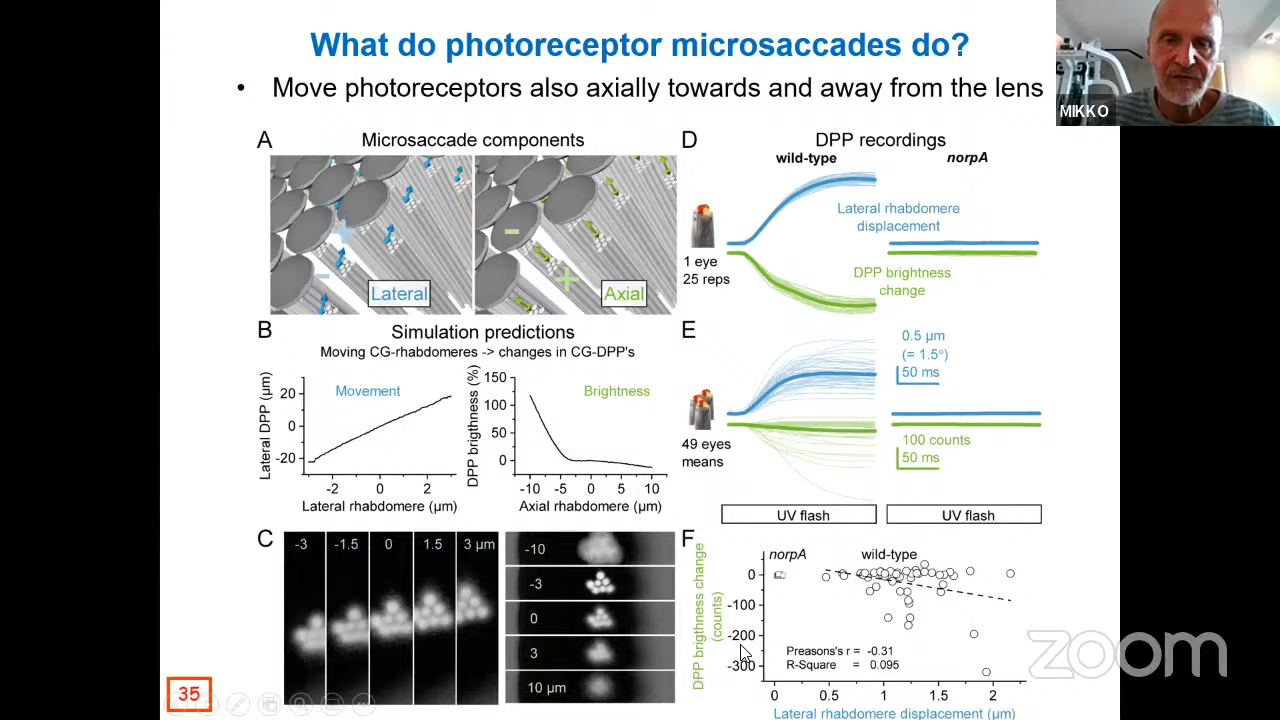 What do photoreceptor microsaccades do?
• Move photoreceptors also axially towards and away from the lens
MIKKO
A
Microsaccade components
Lateral
Axial
B
Simulation predictions
Moving CG-rhabdomeres -> changes in CG-DPP's
Lateral DPP (µm)
20
0
-20
Movement
-2
0
2
Lateral rhabdomere (µm)
DPP brigthness (%)
150
100
50
0
Brightness
-10
-5
0
5
10
Axial rhabdomere (µm)
C
-3
-1.5
0
1.5
3 µm
-10
-3
0
3
10 µm
D
DPP recordings
wild-type
norpA
Lateral rhabdomere
displacement
1 eye
25 reps
DPP brightness
change
E
0.5 µm
(= 1.5°)
50 ms
49 eyes
means
100 counts
50 ms
UV flash
UV flash
F
norpA
wild-type
DPP brigthness change
(counts)
0
-100
-200
-300
Preasons's r = -0.31
R-Square = 0.095
0
0.5
1
1.5
2
Lateral rhabdomere displacement (µm)
zoom
35